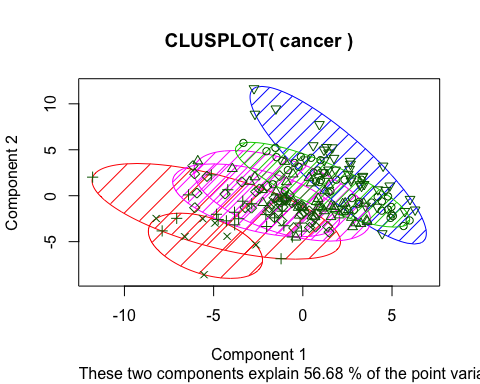 CLUSPLOT( cancer )
10
5
0
-5
Component 2
-10
-5
0
5
Component 1
These two components explain 56.68 % of the point varia